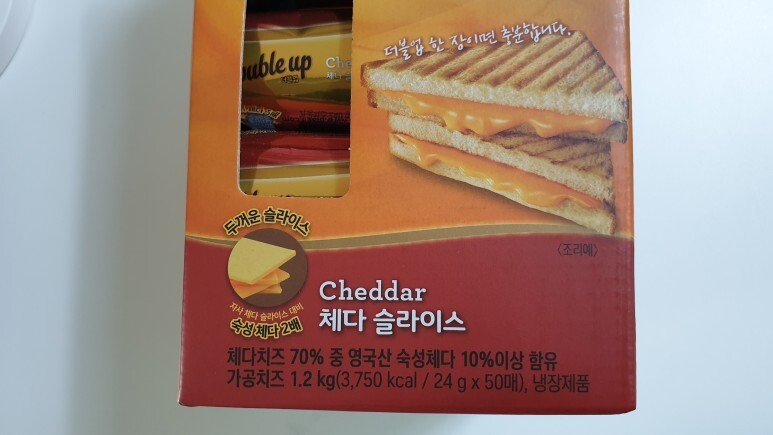 더블업 한 장이면 충분합니다.
uble up
Che
체다 슬
두꺼운 슬라이스
자사 체다 슬라이스 대비
숙성 체다 2배
<조리예>
Cheddar
체다 슬라이스
체다치즈 70% 중 영국산 숙성체다 10%이상 함유
가공치즈 1.2 kg(3,750 kcal / 24 g x 50매), 냉장제품